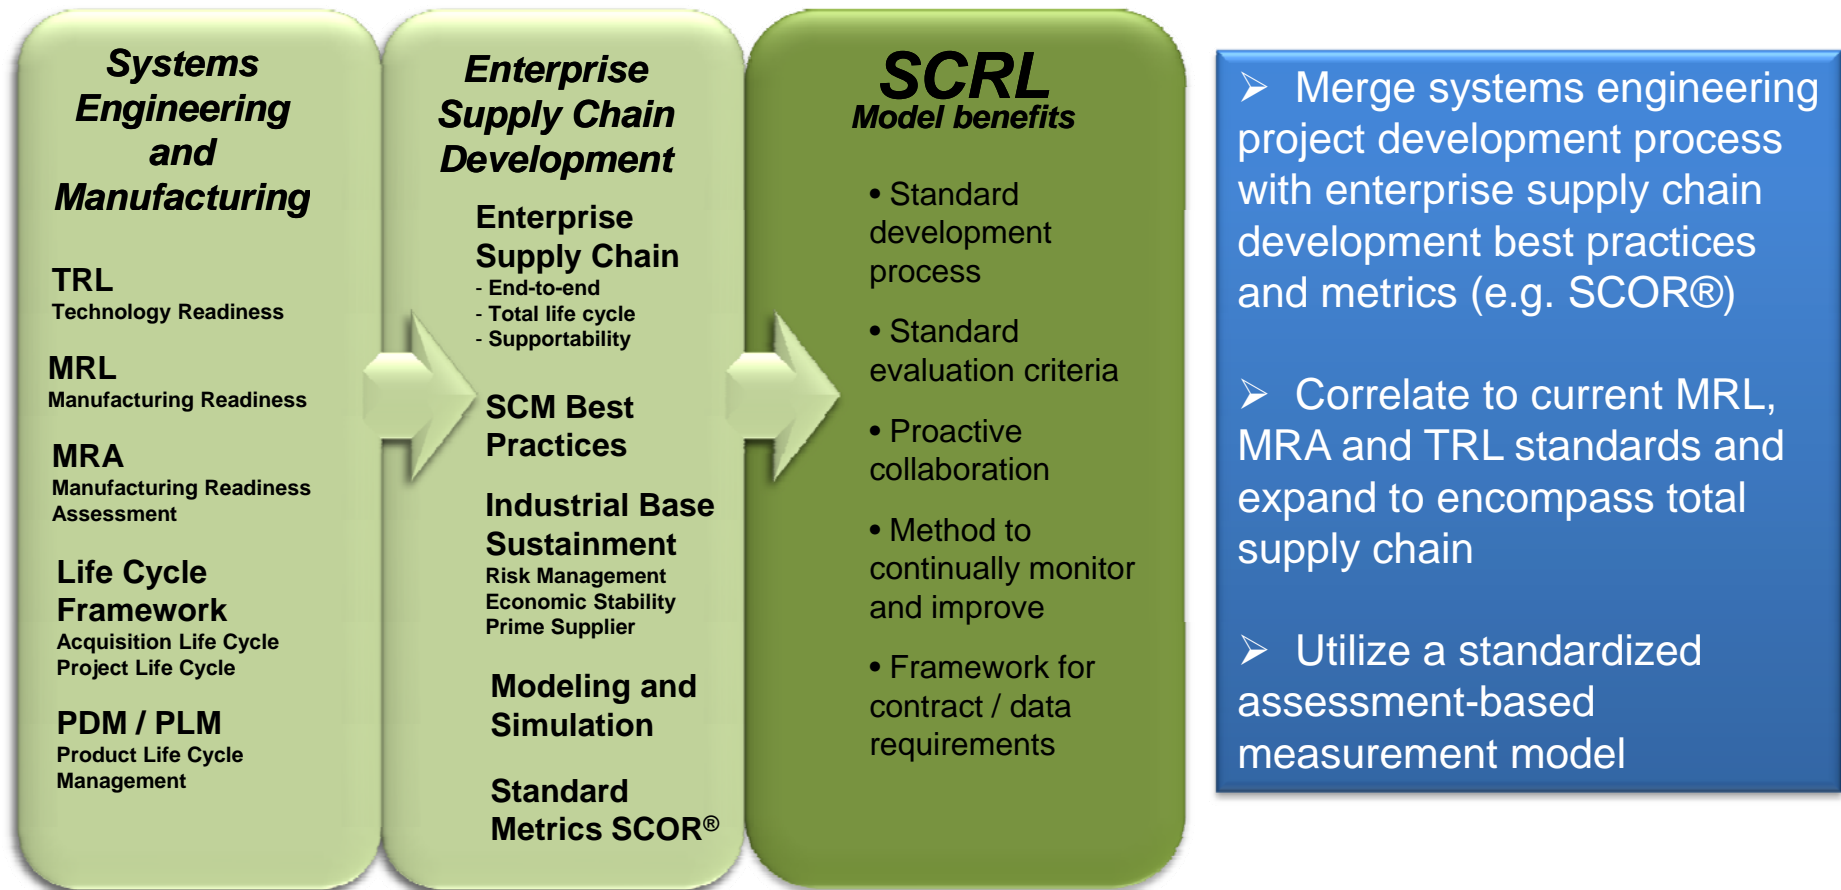 Systems
Engineering
and
Manufacturing
TRL
Technology Readiness
MRL
Manufacturing Readiness
MRA
Manufacturing Readiness
Assessment
Life Cycle
Framework
Acquisition Life Cycle
Project Life Cycle
PDM / PLM
Product Life Cycle
Management
Enterprise
Supply Chain
Development
Enterprise
Supply Chain
- End-to-end
- Total life cycle
- Supportability
SCM Best
Practices
Industrial Base
Sustainment
Risk Management
Economic Stability
Prime Supplier
Modeling and
Simulation
Standard
Metrics SCOR®
SCRL
Model benefits
• Standard
development
process
• Standard
evaluation criteria
• Proactive
collaboration
• Method to
continually monitor
and improve
• Framework for
contract / data
requirements
➢ Merge systems engineering
project development process
with enterprise supply chain
development best practices
and metrics (e.g. SCOR®)
➢ Correlate to current MRL,
MRA and TRL standards and
expand to encompass total
supply chain
➢ Utilize a standardized
assessment-based
measurement model